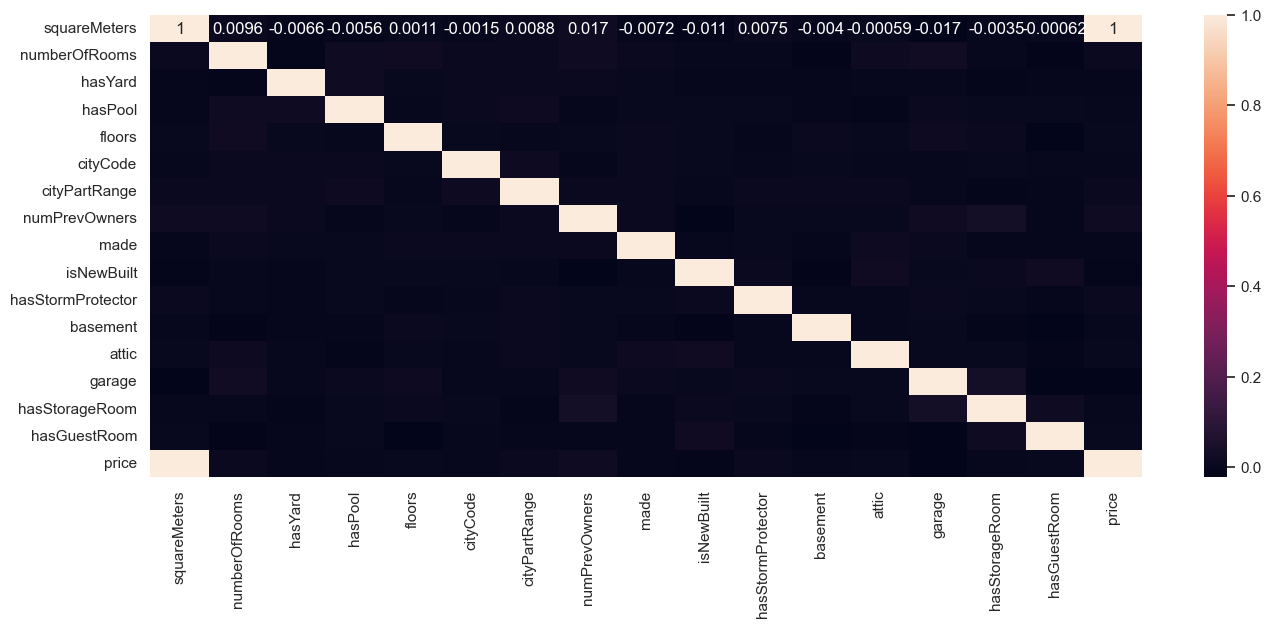 squareMeters 1 0.0096 -0.0066 -0.0056 0.0011 -0.0015 0.0088 0.017 -0.0072 -0.011 0.0075 -0.004 -0.00059 -0.017 -0.0035 -0.00062 1 1.0
numberOfRooms
hasYard
hasPool 0.8
floors
cityCode
cityPartRange 0.6
numPrevOwners
made
isNewBuilt 0.4
hasStormProtector
basement
attic
garage 0.2
hasStorageRoom
hasGuestRoom
price 0.0
squareMeters
numberOfRooms
hasYard
hasPool
floors
cityCode
cityPartRange
numPrevOwners
made
isNewBuilt
hasStormProtector
basement
attic
garage
hasStorageRoom
hasGuestRoom
price